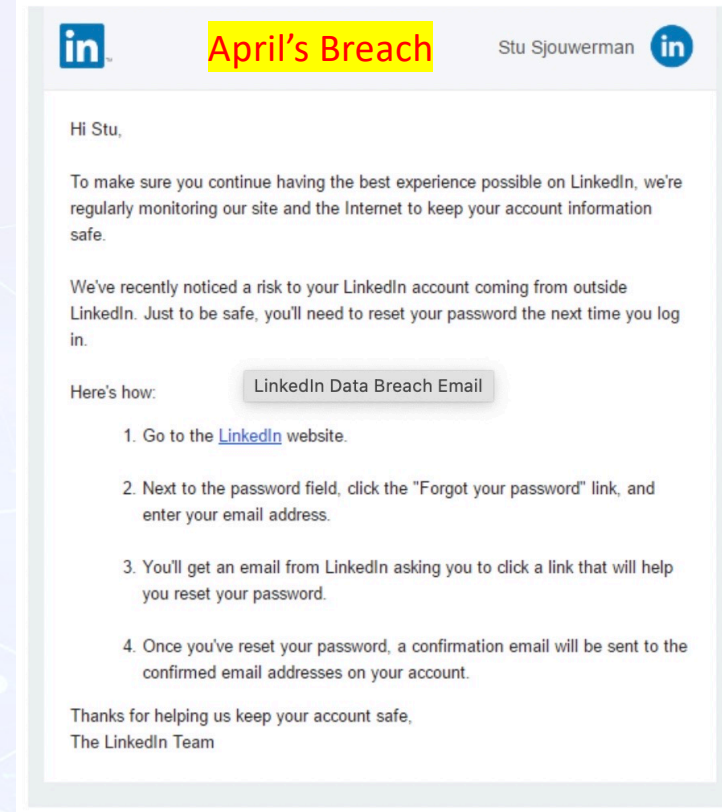 in™
April's Breach
Stu Sjouwerman
in
Hi Stu,
To make sure you continue having the best experience possible on LinkedIn, we're
regularly monitoring our site and the Internet to keep your account information
safe.
We've recently noticed a risk to your LinkedIn account coming from outside
LinkedIn. Just to be safe, you'll need to reset your password the next time you log
in.
Here's how:
LinkedIn Data Breach Email
1. Go to the LinkedIn website.
2. Next to the password field, click the "Forgot your password" link, and
enter your email address.
3. You'll get an email from LinkedIn asking you to click a link that will help
you reset your password.
4. Once you've reset your password, a confirmation email will be sent to the
confirmed email addresses on your account.
Thanks for helping us keep your account safe,
The LinkedIn Team